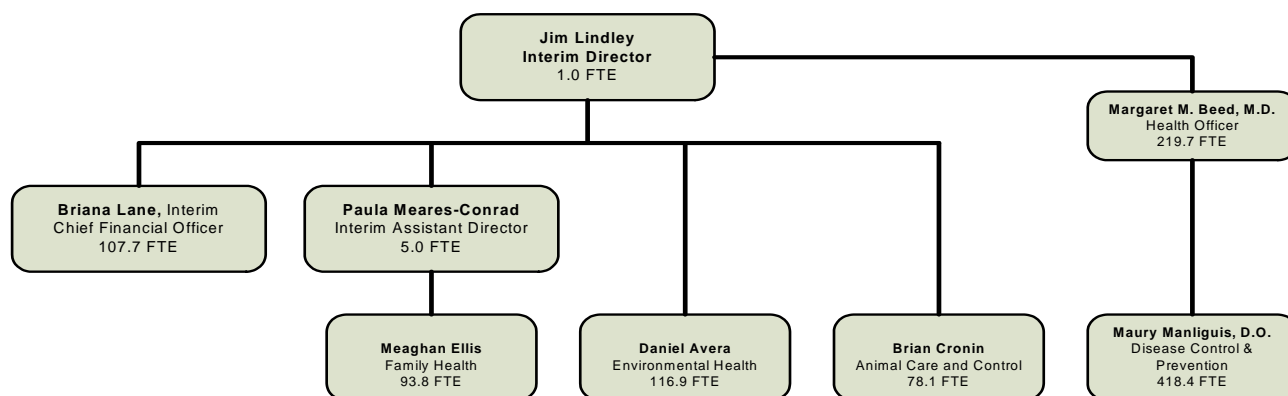 Jim Lindley
Interim Director
1.0 FTE
Margaret M. Beed, M.D.
Health Officer
219.7 FTE
Briana Lane, Interim
Chief Financial Officer
107.7 FTE
Paula Meares-Conrad
Interim Assistant Director
5.0 FTE
Meaghan Ellis
Family Health
93.8 FTE
Daniel Avera
Environmental Health
116.9 FTE
Brian Cronin
Animal Care and Control
78.1 FTE
Maury Manliguis, D.O.
Disease Control &
Prevention
418.4 FTE